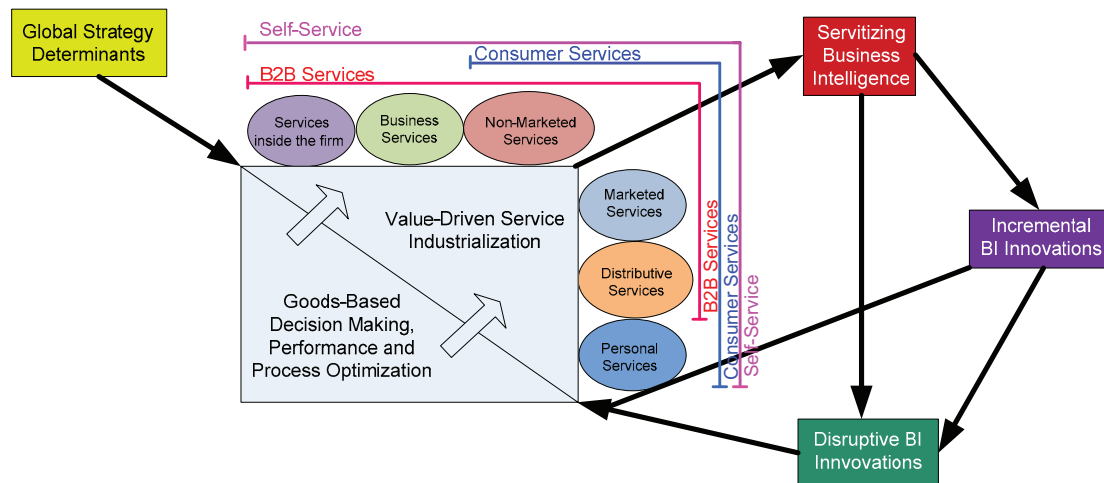 Global Strategy
Determinants
Self-Service
Consumer Services
B2B Services
Servitizing
Business
Intelligence
Services
inside the firm
Business
Services
Non-Marketed
Services
Marketed
Services
Distributive
Services
Personal
Services
Value-Driven Service
Industrialization
Goods-Based
Decision Making,
Performance and
Process Optimization
B2B Services
Consumer Services
Self-Service
Incremental
BI Innovations
Disruptive BI
Innvovations